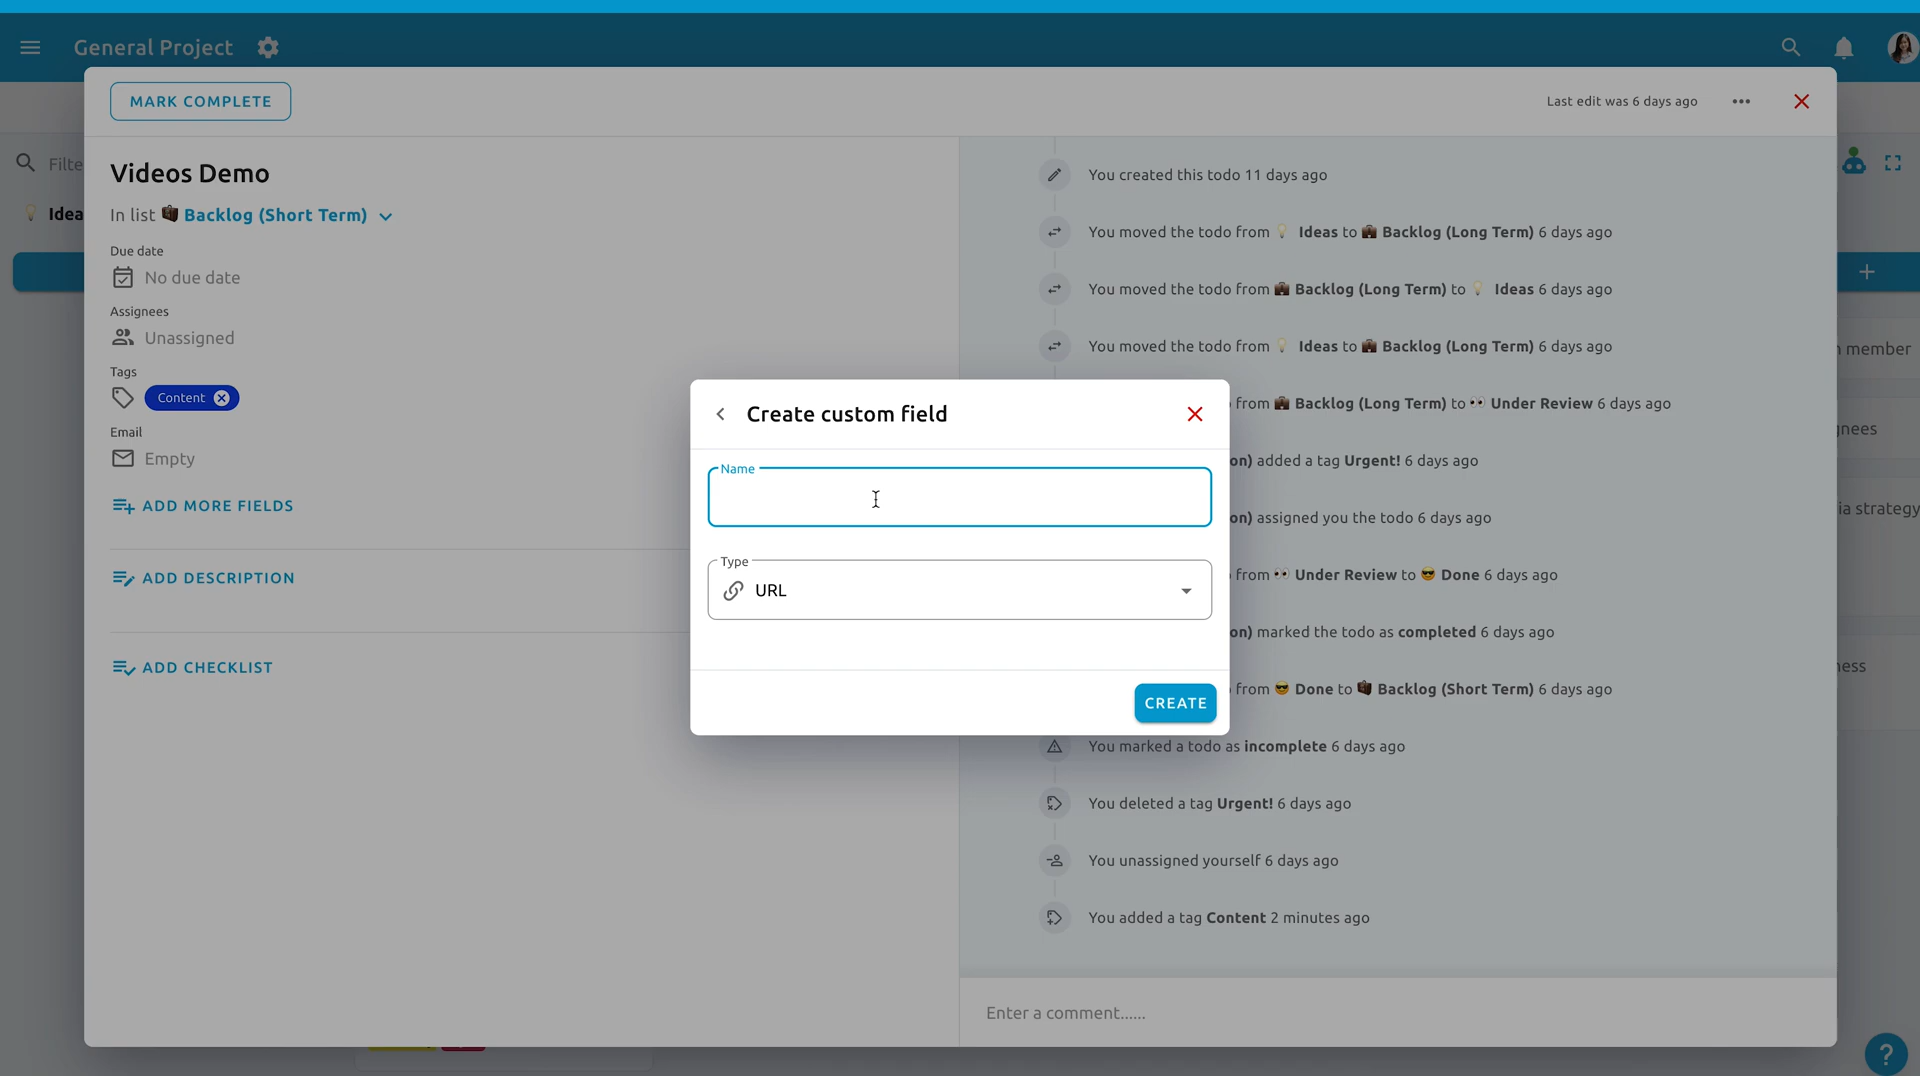 General Project
MARK COMPLETE
Last edit was 6 days ago
Filte
Videos Demo
In list Backlog (Short Term)
Idea
Due date
No due date
Assignees
Unassigned
Tags
Content
Email
Empty
ADD MORE FIELDS
ADD DESCRIPTION
ADD CHECKLIST
Create custom field
Name
Type
URL
CREATE
You created this todo 11 days ago
You moved the todo from Ideas to Backlog (Long Term) 6 days ago
You moved the todo from Backlog (Long Term) to Ideas 6 days ago
You moved the todo from Ideas to Backlog (Long Term) 6 days ago
from Backlog (Long Term) to Under Review 6 days ago
on) added a tag Urgent! 6 days ago
on) assigned you the todo 6 days ago
from Under Review to Done 6 days ago
on) marked the todo as completed 6 days ago
from Done to Backlog (Short Term) 6 days ago
You marked a todo as incomplete 6 days ago
You deleted a tag Urgent! 6 days ago
You unassigned yourself 6 days ago
You added a tag Content 2 minutes ago
Enter a comment......
member
gnees
ia strategy
ness
?